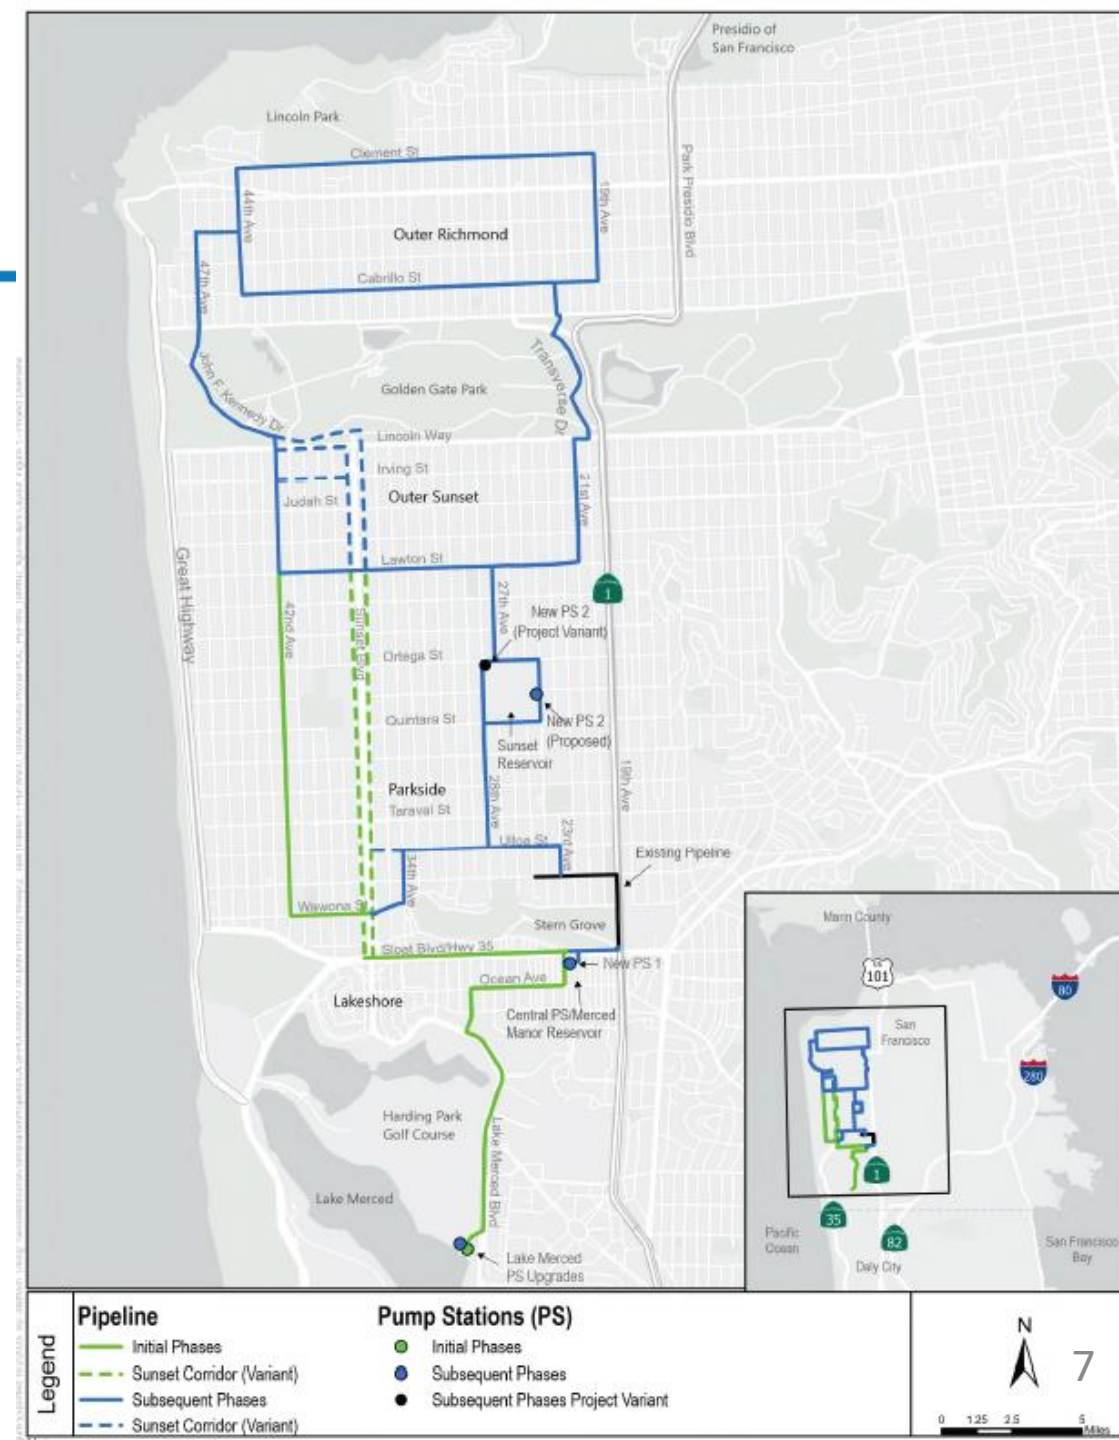 Presidio of
San Francisco
Lincoln Park
Clement St
Park Presidio Blvd
44th Ave
19th Ave
Outer Richmond
47th Ave
Cabrillo St
Transverse Dr
John F. Kennedy Dr
Golden Gate Park
Lincoln Way
Irving St
Judah St
Outer Sunset
21st Ave
Great Highway
Lawton St
1
42nd Ave
Sunset Blvd
27th Ave
New PS 2
(Project Variant)
Ortega St
Quintara St
New PS 2
(Proposed)
Sunset
Reservoir
19th Ave
Parkside
Taraval St
28th Ave
Ulloa St
23rd Ave
Existing Pipeline
34th Ave
Wawona St
Stern Grove
Sloat Blvd/Hwy 35
New PS 1
Ocean Ave
Lakeshore
Central PS/Merced
Manor Reservoir
Harding Park
Golf Course
Lake Merced Blvd
Lake Merced
Lake Merced
PS Upgrades
Marin County
US
101
80
San
Francisco
280
1
35
82
Pacific
Ocean
Daly City
San Francisco
Bay
Legend
Pipeline
Initial Phases
Sunset Corridor (Variant)
Subsequent Phases
Sunset Corridor (Variant)
Pump Stations (PS)
Initial Phases
Subsequent Phases
Subsequent Phases Project Variant
N
7
0 1.25 2.5 5
Miles